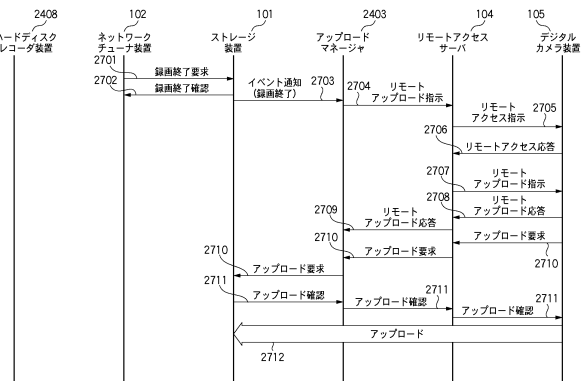 2408
102
101
2403
104
105
ハードディスク
レコーダ装置
ネットワーク
チューナ装置
ストレージ
装置
アップロード
マネージャ
リモートアクセス
サーバ
デジタル
カメラ装置
2701
録画終了要求
2702
録画終了確認
イベント通知
(録画終了)
2703
2704
リモート
アップロード指示
リモート
アクセス指示
2705
2706
リモートアクセス応答
2707
リモート
アップロード指示
2708
リモート
アップロード応答
2709
リモート
アップロード応答
アップロード要求
2710
2710
アップロード要求
2710
アップロード要求
2711
アップロード確認
アップロード確認
2711
アップロード確認
2711
アップロード
2712